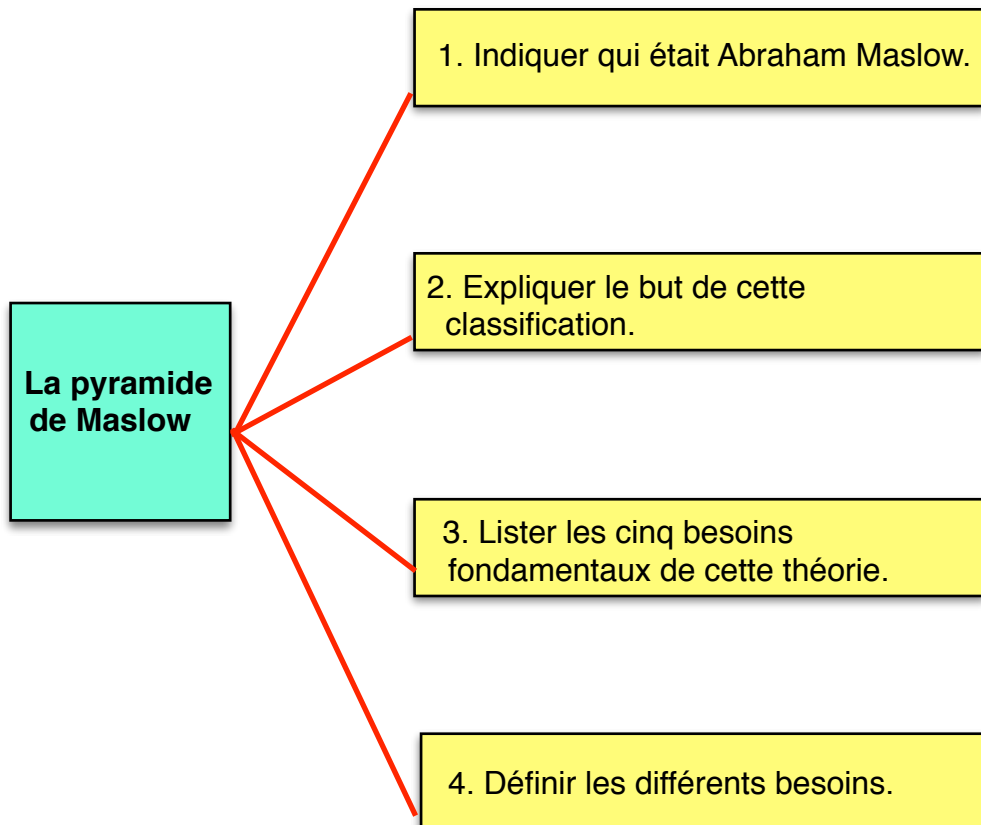 La pyramide
de Maslow
1. Indiquer qui était Abraham Maslow.
2. Expliquer le but de cette
classification.
3. Lister les cinq besoins
fondamentaux de cette théorie.
4. Définir les différents besoins.